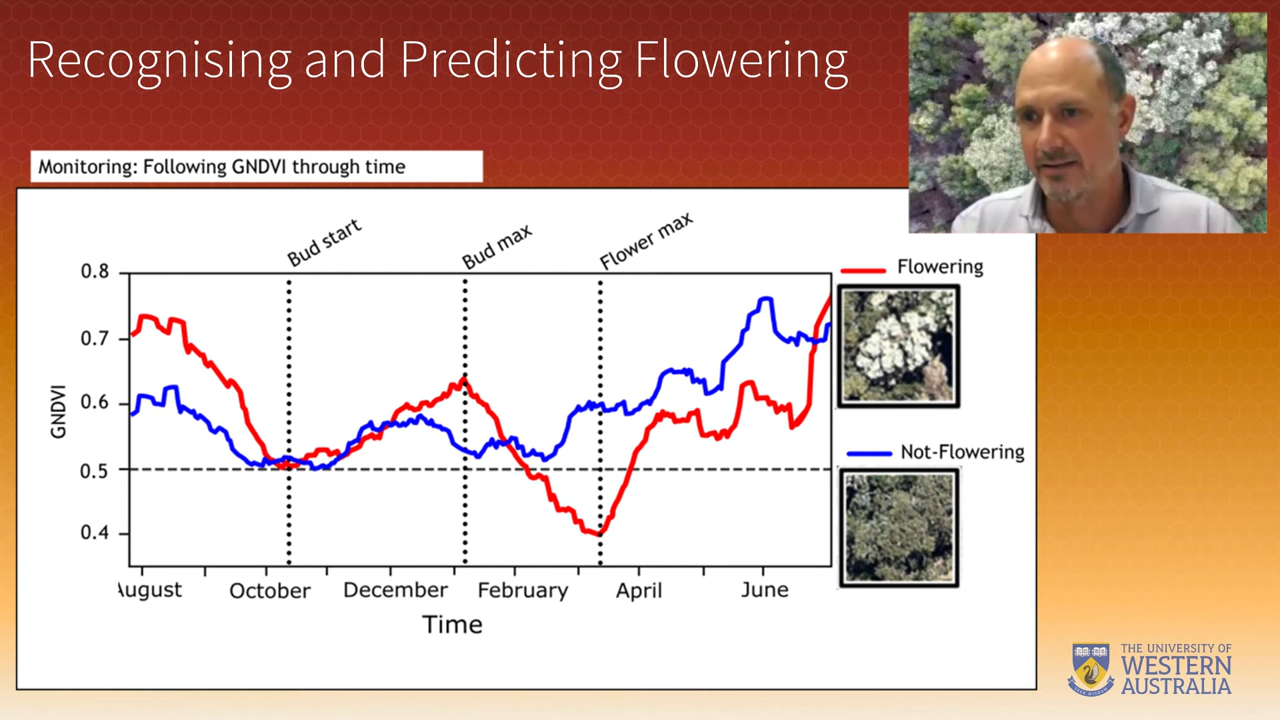 Recognising and Predicting Flowering
Monitoring: Following GNDVI through time
Bud start
Bud max
Flower max
0.8
0.7
0.6
0.5
0.4
GNDVI
August
October
December
February
April
June
Time
Flowering
Not-Flowering
THE UNIVERSITY OF
WESTERN
AUSTRALIA